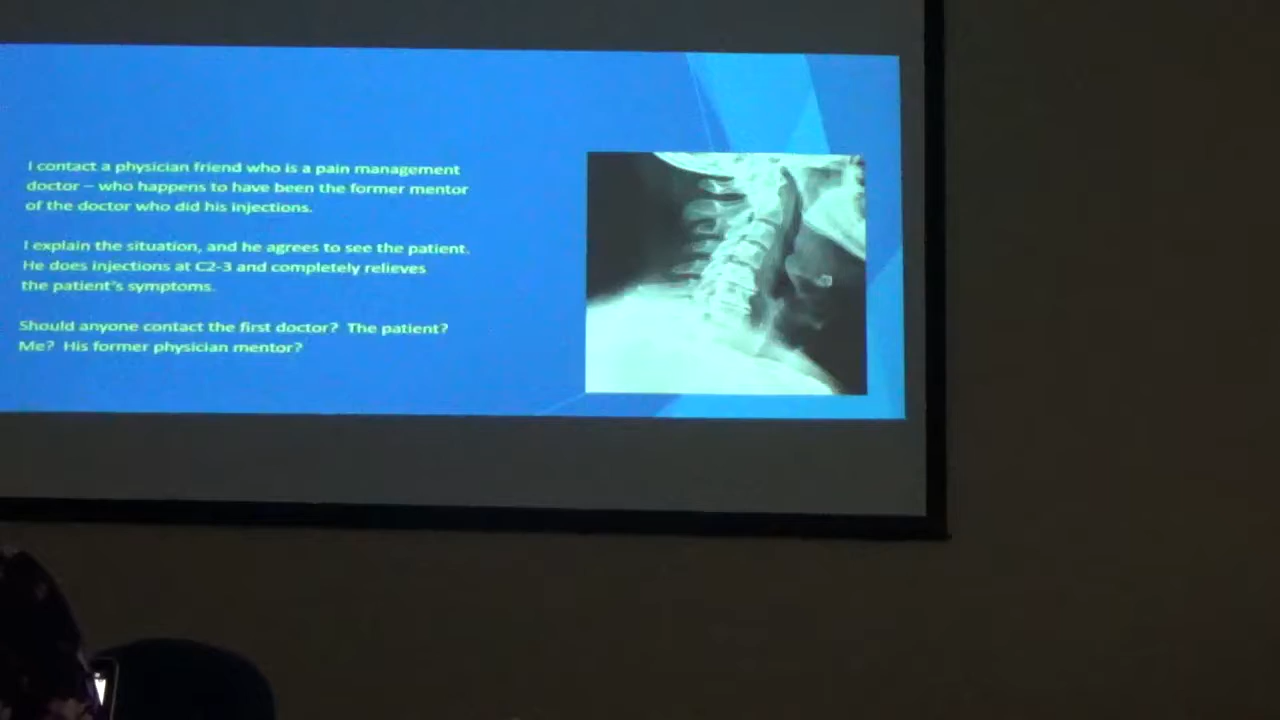 I contact a physician friend who is a pain management
doctor – who happens to have been the former mentor
of the doctor who did his injections.
I explain the situation, and he agrees to see the patient.
He does injections at C2-3 and completely relieves
the patient's symptoms.
Should anyone contact the first doctor? The patient?
Me? His former physician mentor?